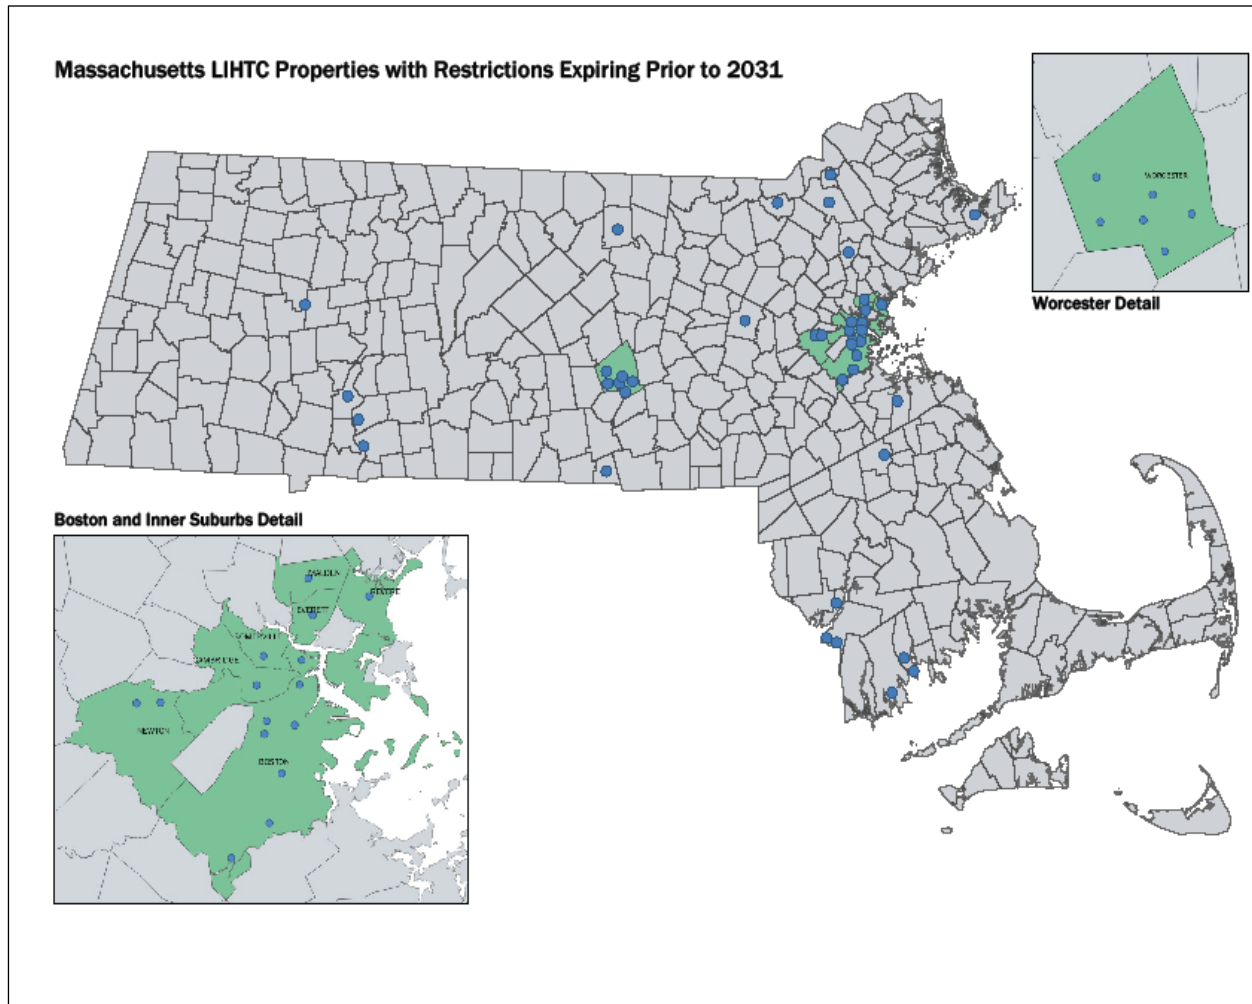 Massachusetts LIHTC Properties with Restrictions Expiring Prior to 2031
WORCESTER
Worcester Detail
Boston and Inner Suburbs Detail
MALDEN
REVERE
EVERETT
SOMERVILLE
CAMBRIDGE
NEWTON
BOSTON